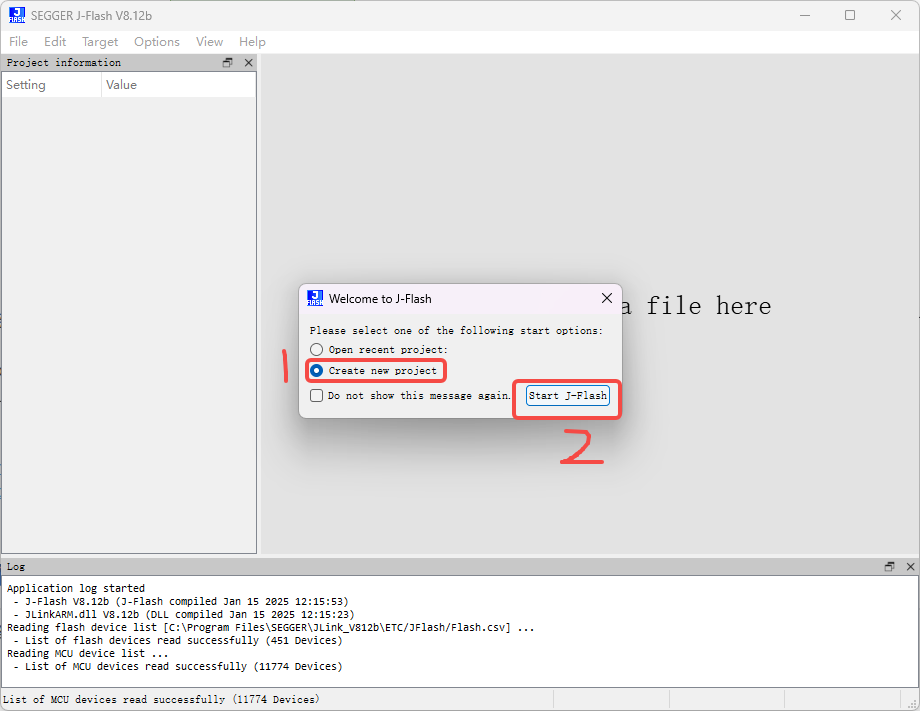 SEGGER J-Flash V8.12b
File Edit Target Options View Help
Project information
Setting Value
a file here
J
FLASH
Welcome to J-Flash
Please select one of the following start options:
Open recent project:
1
Create new project
Do not show this message again.
Start J-Flash
2
Log
Application log started
- J-Flash V8.12b (J-Flash compiled Jan 15 2025 12:15:53)
- JLinkARM.dll V8.12b (DLL compiled Jan 15 2025 12:15:23)
Reading flash device list [C:\Program Files\SEGGER\JLink_V812b\ETC/JFlash/Flash.csv] ...
- List of flash devices read successfully (451 Devices)
Reading MCU device list ...
- List of MCU devices read successfully (11774 Devices)
List of MCU devices read successfully (11774 Devices)